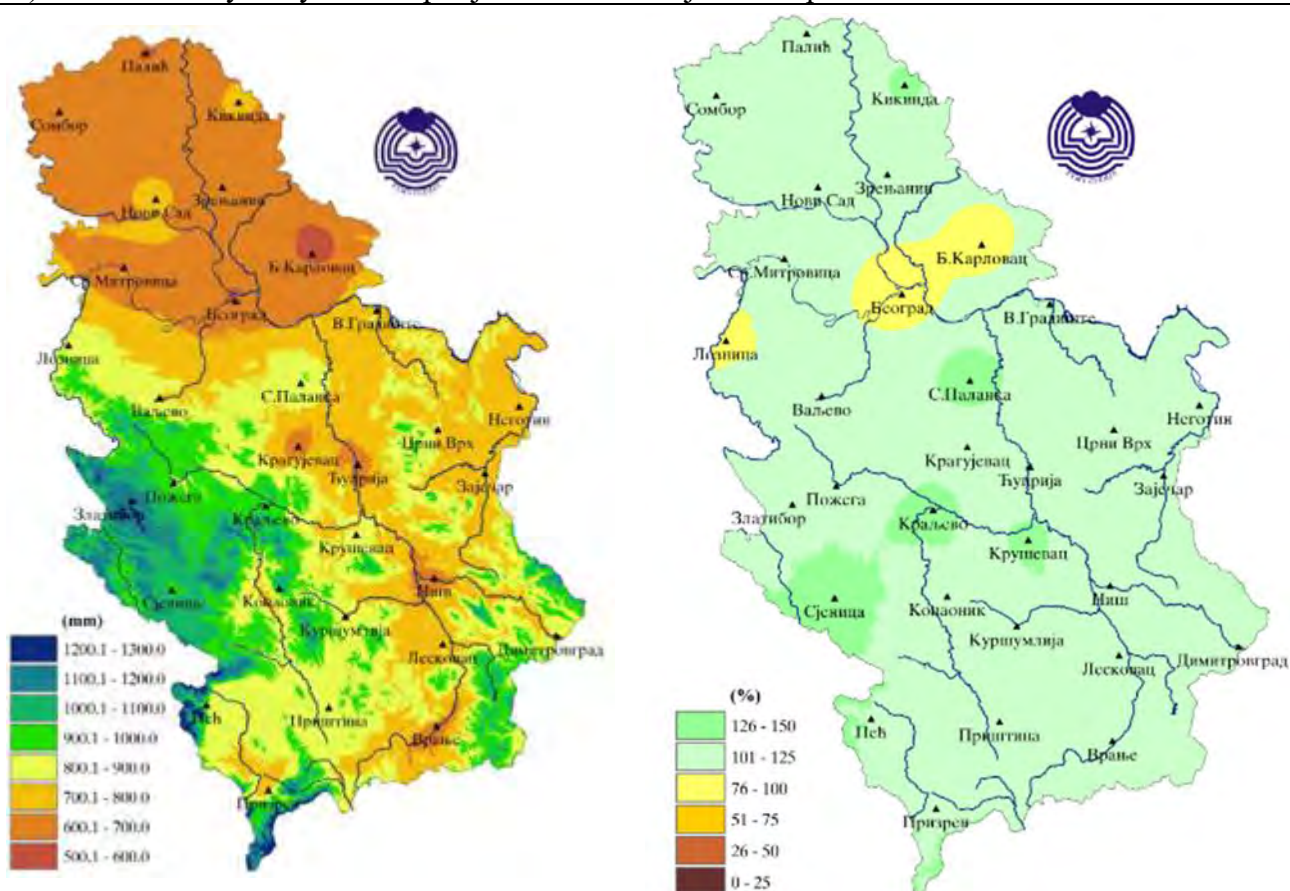 Палић
Кикинда
Сомбор
Нови Сад
Зрењанин
Б.Карловац
Ср.Митровица
Београд
В.Градиште
Лозница
Ваљево
С.Паланка
Неготин
Црни Врх
Крагујевац
Ћуприја
Зајечар
Пожега
Златибор
Краљево
Крушевац
Ниш
Сјеница
Копаоник
Куршумлија
Лесковац
Димитровград
Пећ
Приштина
Врање
Призрен
(mm)
1200.1 - 1300.0
1100.1 - 1200.0
1000.1 - 1100.0
900.1 - 1000.0
800.1 - 900.0
700.1 - 800.0
600.1 - 700.0
500.1 - 600.0
Палић
Кикинда
Сомбор
Зрењанин
Нови Сад
Б.Карловац
Ср.Митровица
Београд
В.Градиште
Лозница
С.Паланка
Ваљево
Неготин
Црни Врх
Крагујевац
Ћуприја
Зајечар
Пожега
Златибор
Краљево
Крушевац
Ниш
Сјеница
Копаоник
Куршумлија
Лесковац
Димитровград
Пећ
Приштина
Врање
Призрен
(%)
126 - 150
101 - 125
76 - 100
51 - 75
26 - 50
0 - 25